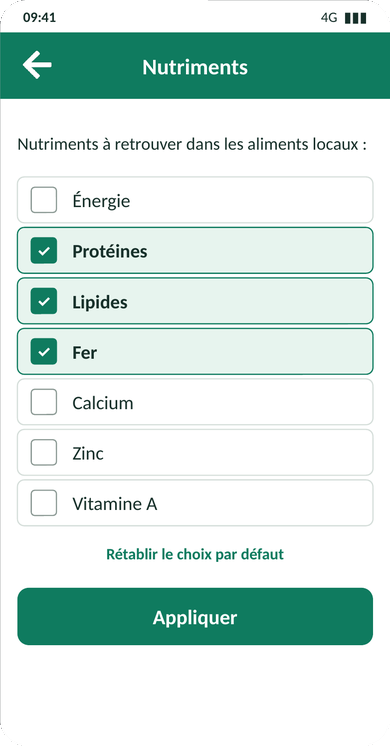 09:41 4G
Nutriments
Nutriments à retrouver dans les aliments locaux :
Énergie
Protéines
Lipides
Fer
Calcium
Zinc
Vitamine A
Rétablir le choix par défaut
Appliquer